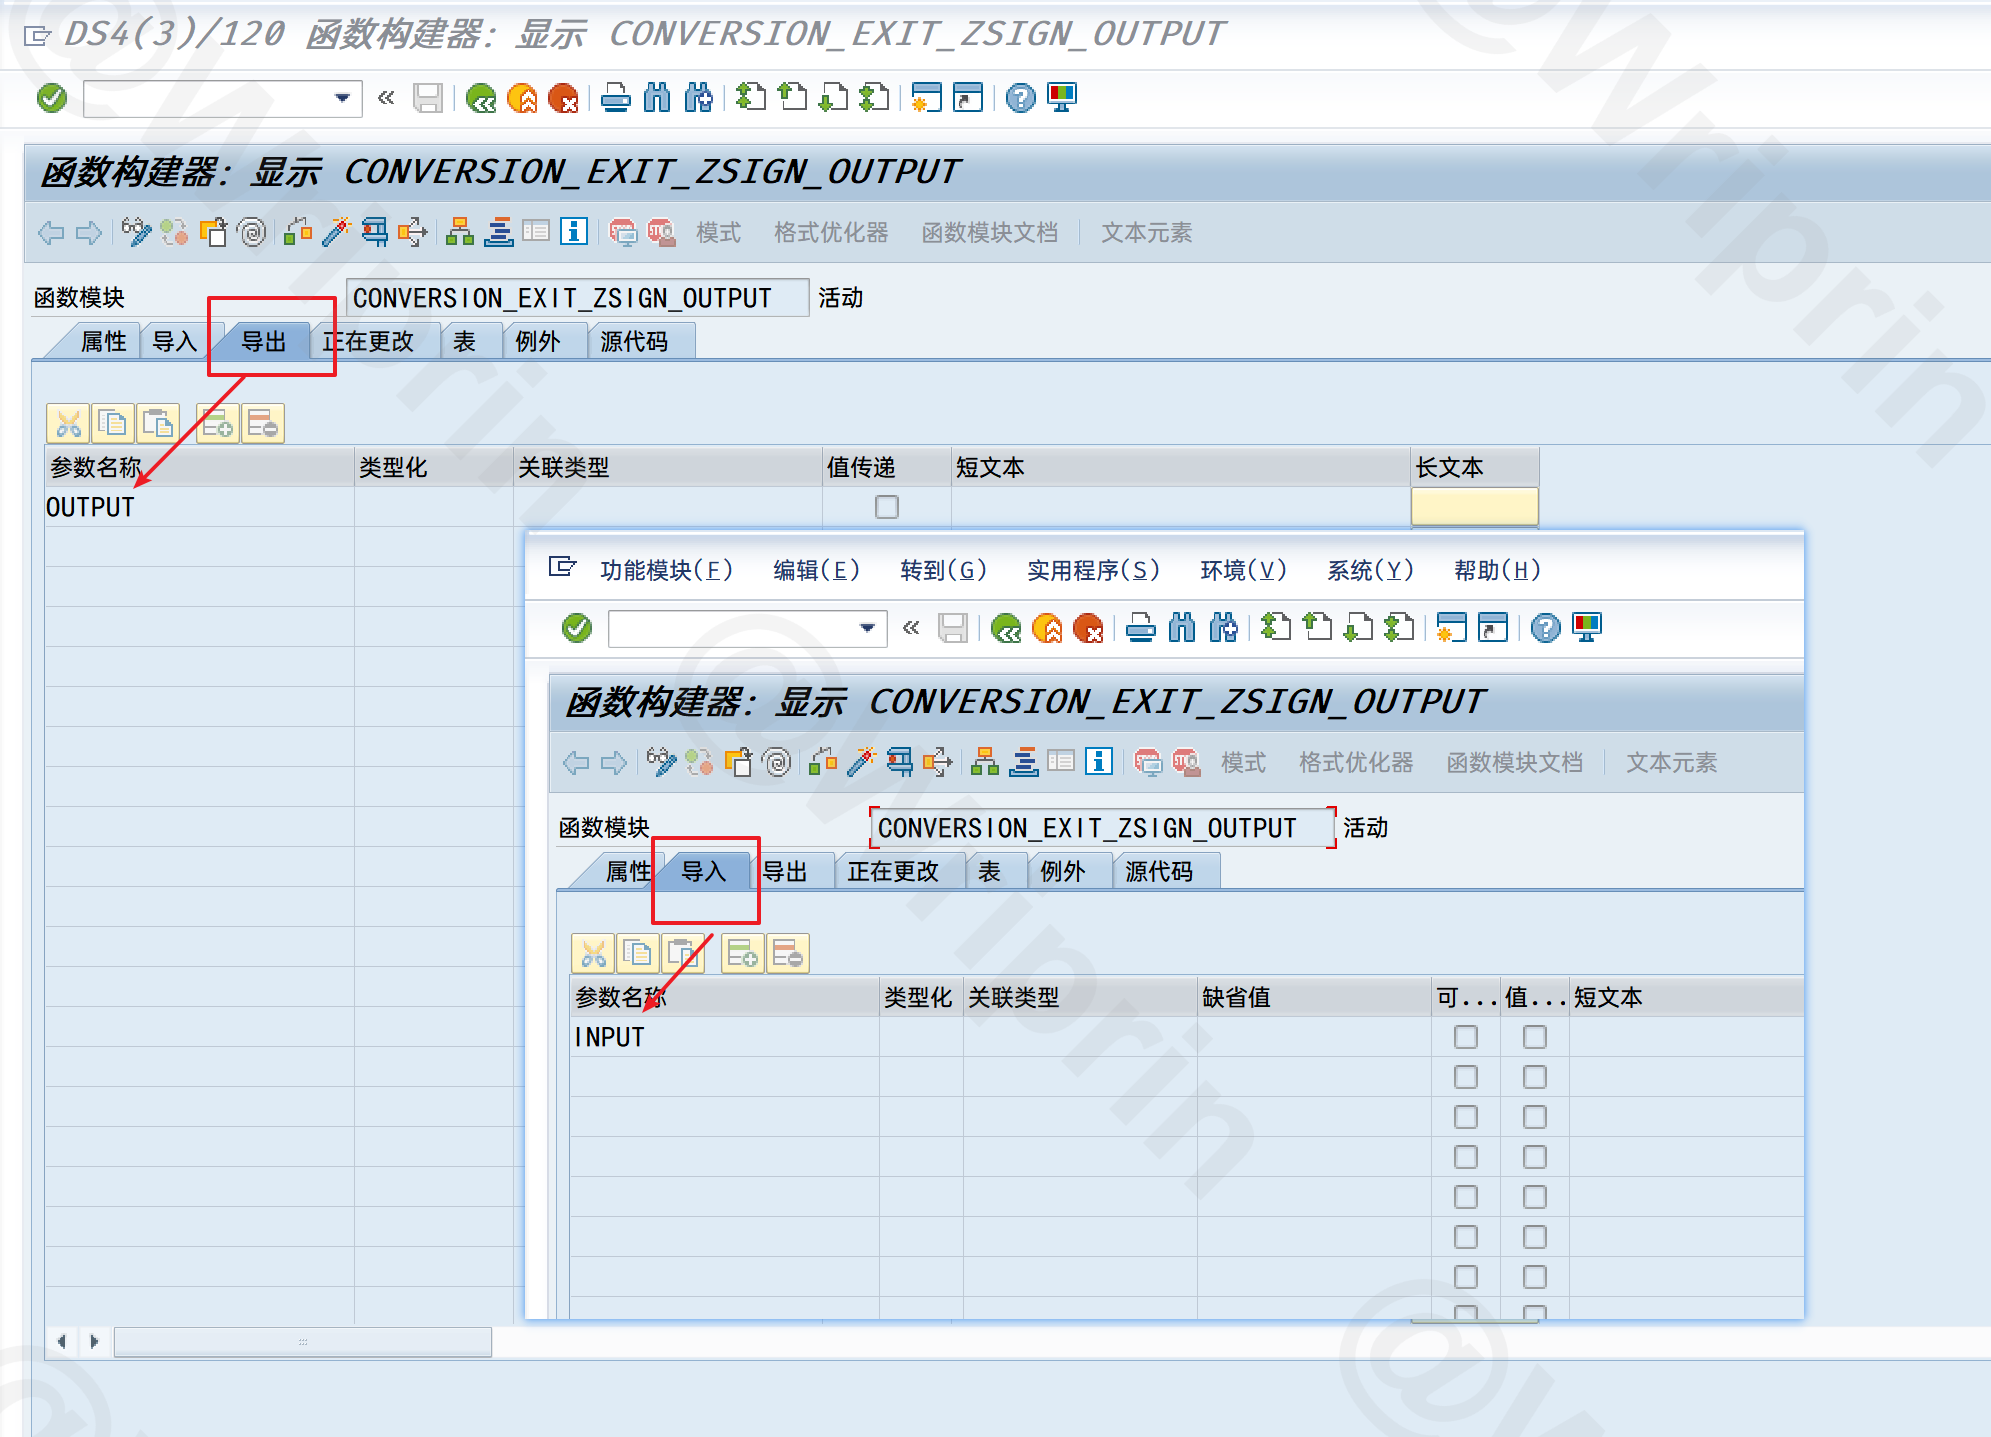 DS4(3)/120 函数构建器: 显示 CONVERSION_EXIT_ZSIGN_OUTPUT
函数构建器: 显示 CONVERSION_EXIT_ZSIGN_OUTPUT
模式 格式优化器 函数模块文档 文本元素
函数模块 CONVERSION_EXIT_ZSIGN_OUTPUT 活动
属性 导入 导出 正在更改 表 例外 源代码
参数名称 类型化 关联类型 值传递 短文本 长文本
OUTPUT
功能模块(F) 编辑(E) 转到(G) 实用程序(S) 环境(V) 系统(Y) 帮助(H)
函数构建器: 显示 CONVERSION_EXIT_ZSIGN_OUTPUT
模式 格式优化器 函数模块文档 文本元素
函数模块 CONVERSION_EXIT_ZSIGN_OUTPUT 活动
属性 导入 导出 正在更改 表 例外 源代码
参数名称 类型化 关联类型 缺省值 可... 值... 短文本
INPUT
@Wriprin
@Wriprin
@Wriprin